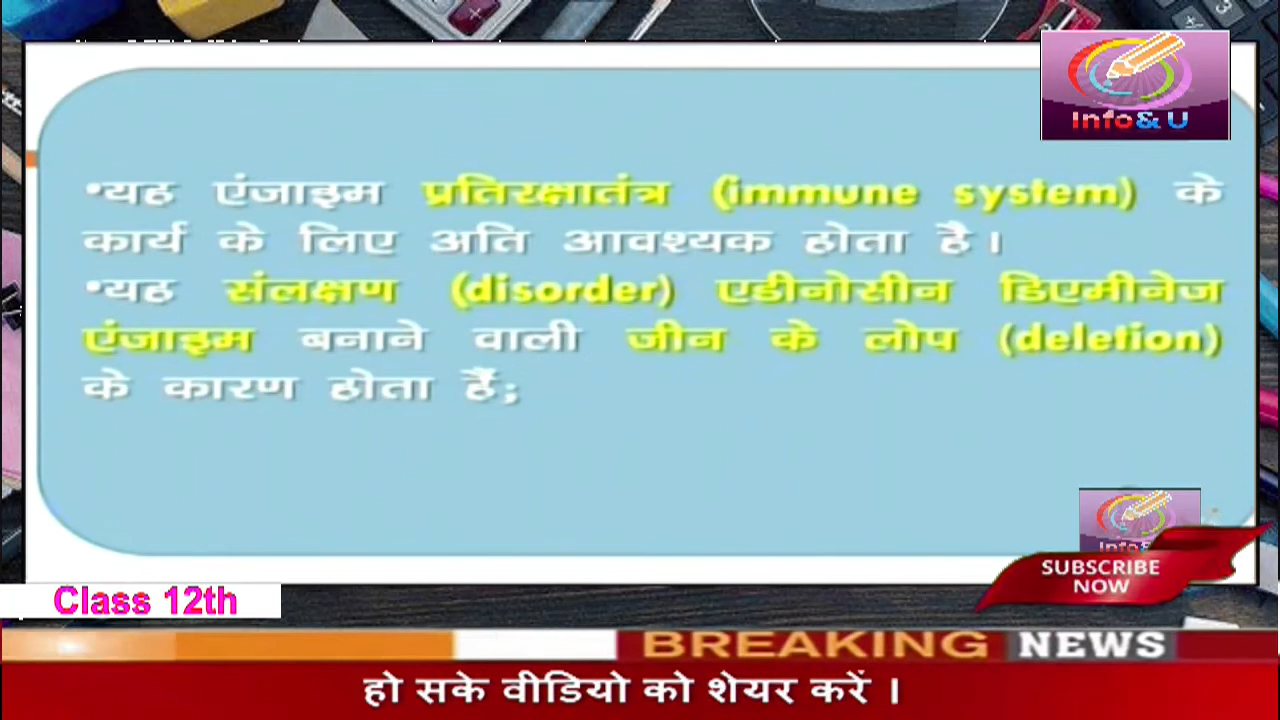 Info& U
•यह एंजाइम प्रतिरक्षातंत्र (immune system) के
कार्य के लिए अति आवश्यक होता है।
•यह संलक्षण (disorder) एडीनोसीन डिएमीनेज
एंजाइम बनाने वाली जीन के लोप (deletion)
के कारण होता हैं;
SUBSCRIBE
NOW
Class 12th
BREAKING NEWS
हो सके वीडियो को शेयर करें ।